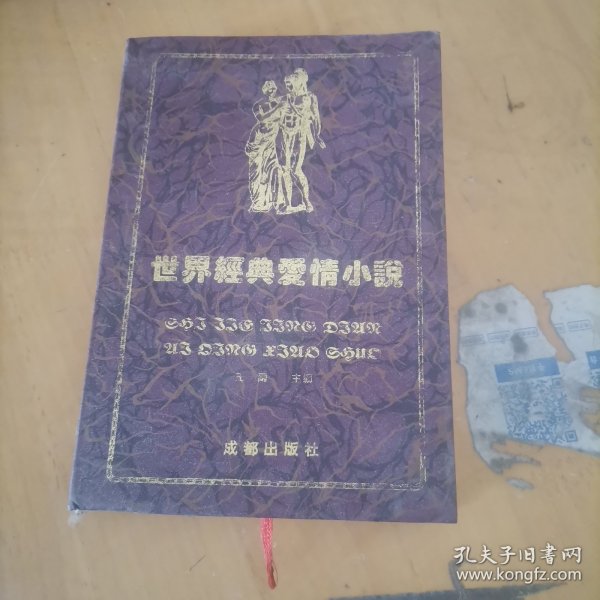 世界經典愛情小說
SHI JIE JING DIAN
AI QING XIAO SHUO
主編
成都出版社
孔夫子旧书网
www.kongfz.com